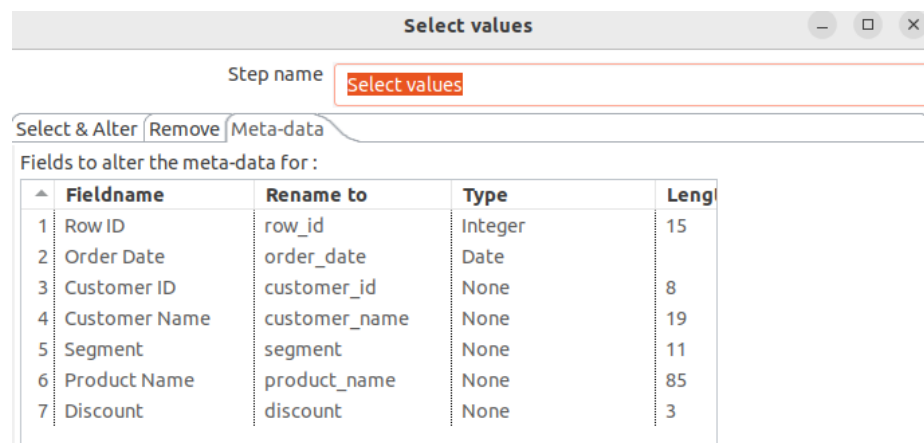 Select values
Step name Select values
Select & Alter Remove Meta-data
Fields to alter the meta-data for :
Fieldname Rename to Type Leng
1 Row ID row_id Integer 15
2 Order Date order_date Date
3 Customer ID customer_id None 8
4 Customer Name customer_name None 19
5 Segment segment None 11
6 Product Name product_name None 85
7 Discount discount None 3